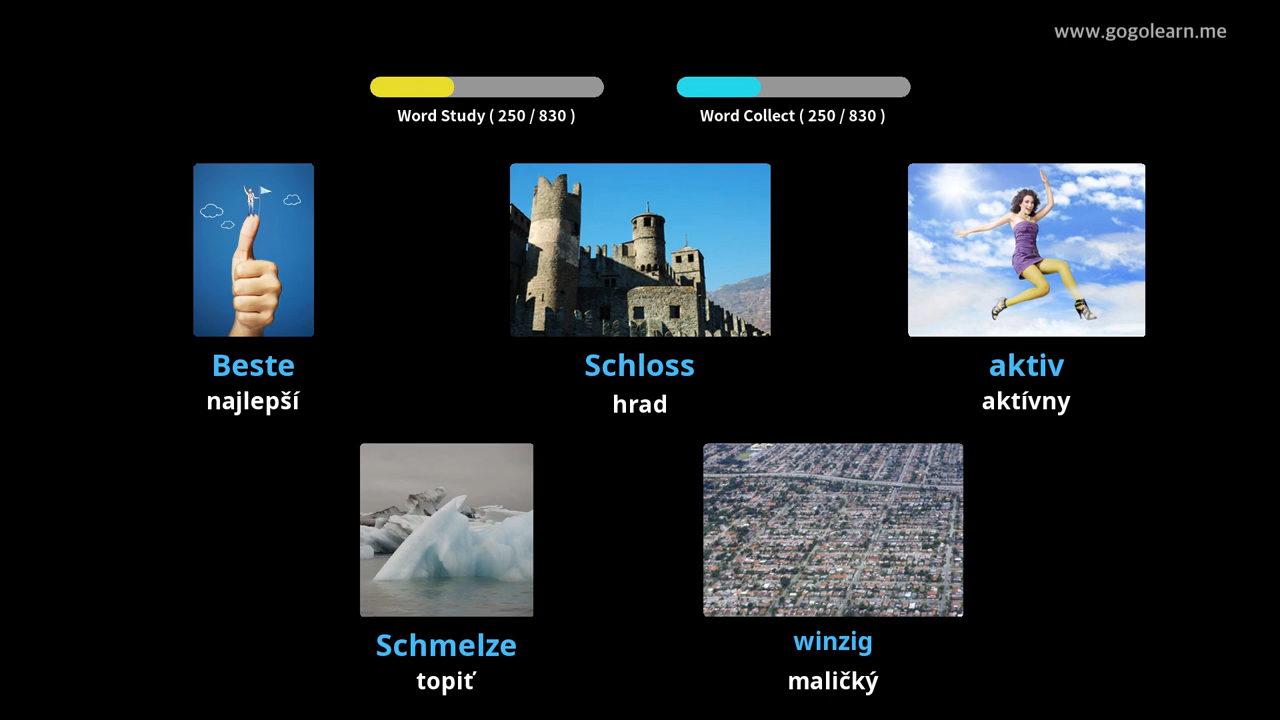 www.gogolearn.me
Word Study ( 250 / 830 )
Word Collect ( 250 / 830 )
Beste
najlepší
Schloss
hrad
aktiv
aktívny
Schmelze
topiť
winzig
maličký